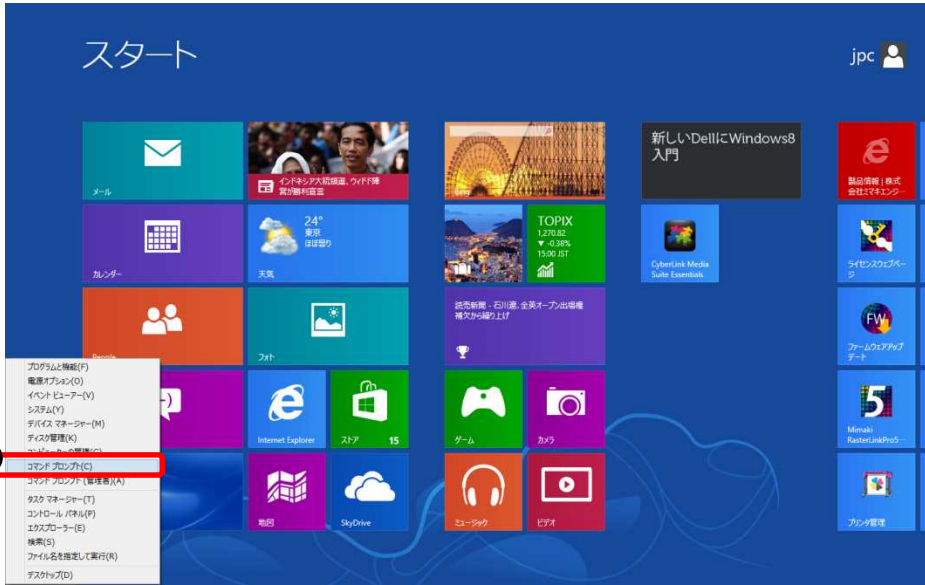 スタート
jpc
メール
インドネシア大統領選、ウィドド陣
営が勝利宣言
新しいDellにWindows8
入門
製品情報 | 株式
会社ミマキエンジ…
カレンダー
24°
東京
ほぼ曇り
天気
TOPIX
1,270.82
▼ -0.38%
15:00 JST
CyberLink Media
Suite Essentials
ライセンスウェブペー
ジ
People
フォト
読売新聞 - 石川遼、全英オープン出場権
補欠から繰り上げ
FW
ファームウェアアップ
デート
Internet Explorer
ストア
15
ゲーム
カメラ
5
Mimaki
RasterLinkPro5…
地図
SkyDrive
ミュージック
ビデオ
プリンタ管理
プログラムと機能(F)
電源オプション(O)
イベント ビューアー(V)
システム(Y)
デバイス マネージャー(M)
ディスク管理(K)
コンピューターの管理(G)
コマンド プロンプト(C)
コマンド プロンプト (管理者)(A)
タスク マネージャー(T)
コントロール パネル(P)
エクスプローラー(E)
検索(S)
ファイル名を指定して実行(R)
デスクトップ(D)